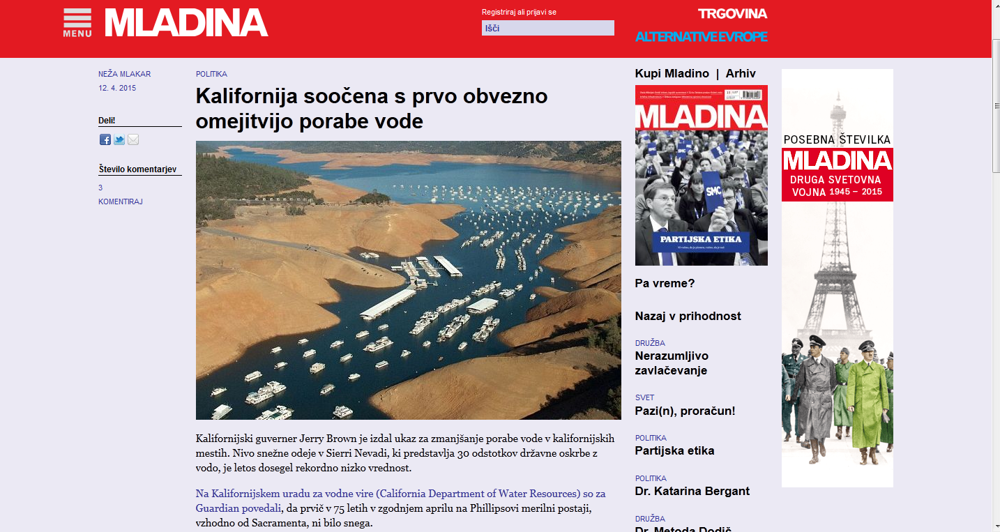 MENU
MLADINA
Registriraj ali prijavi se
Išči
TRGOVINA
ALTERNATIVE EVROPE
NEŽA MLAKAR
12. 4. 2015
Deli!
Število komentarjev
3
KOMENTIRAJ
POLITIKA
Kalifornija soočena s prvo obvezno
omejitvijo porabe vode
Kalifornijski guverner Jerry Brown je izdal ukaz za zmanjšanje porabe vode v kalifornijskih
mestih. Nivo snežne odeje v Sierri Nevadi, ki predstavlja 30 odstotkov državne oskrbe z
vodo, je letos dosegel rekordno nizko vrednost.
Na Kalifornijskem uradu za vodne vire (California Department of Water Resources) so za
Guardian povedali, da prvič v 75 letih v zgodnjem aprilu na Phillipsovi merilni postaji,
vzhodno od Sacramenta, ni bilo snega.
Kupi Mladino | Arhiv
MLADINA
SMC
SMC
PARTIJSKA ETIKA
Pa vreme?
Nazaj v prihodnost
DRUŽBA
Nerazumljivo
zavlačevanje
SVET
Pazi(n), proračun!
POLITIKA
Partijska etika
POLITIKA
Dr. Katarina Bergant
DRUŽBA
Dr. Metoda Dodič
POSEBNA ŠTEVILKA
MLADINA
DRUGA SVETOVNA
VOJNA 1945 – 2015